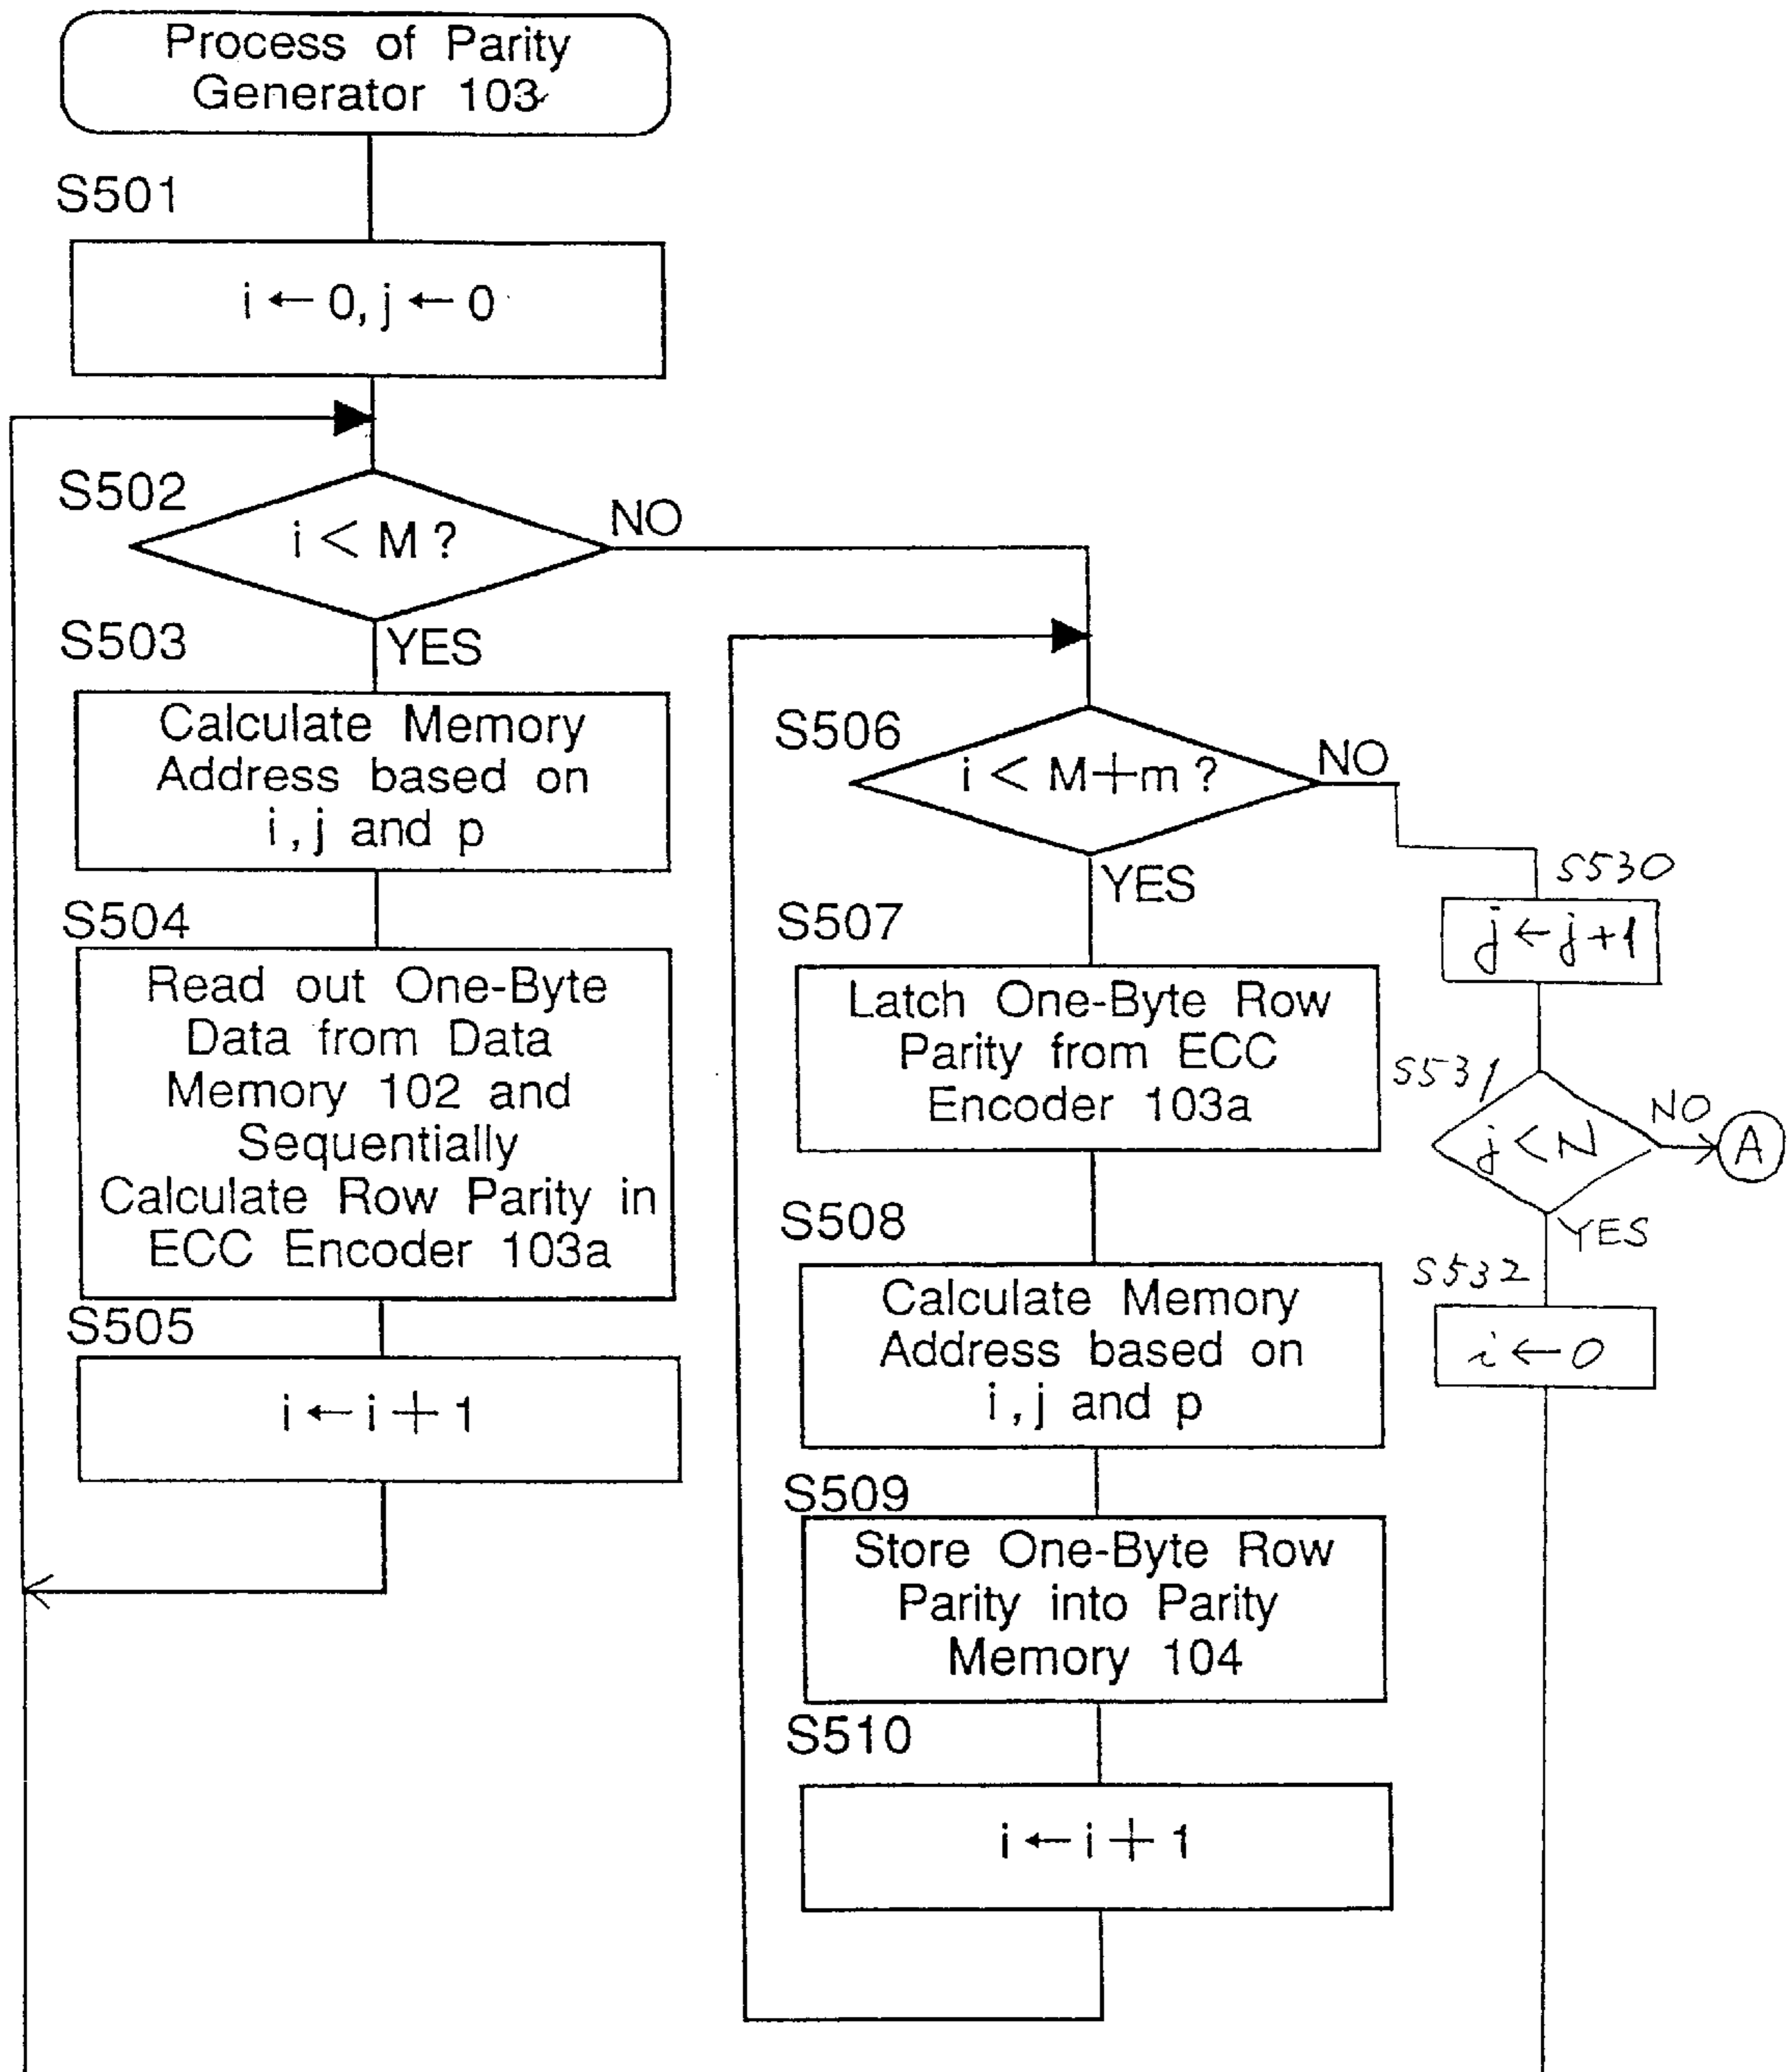 Process of Parity
Generator 103
S501
i ← 0, j ← 0
S502
i < M ?
NO
S503
YES
Calculate Memory
Address based on
i, j and p
S504
Read out One-Byte
Data from Data
Memory 102 and
Sequentially
Calculate Row Parity in
ECC Encoder 103a
S505
i ← i + 1
S506
i < M+m ?
NO
YES
S507
Latch One-Byte Row
Parity from ECC
Encoder 103a
S508
Calculate Memory
Address based on
i, j and p
S509
Store One-Byte Row
Parity into Parity
Memory 104
S510
i ← i + 1
S530
j ← j+1
S531
j < N
NO
A
YES
S532
i ← 0